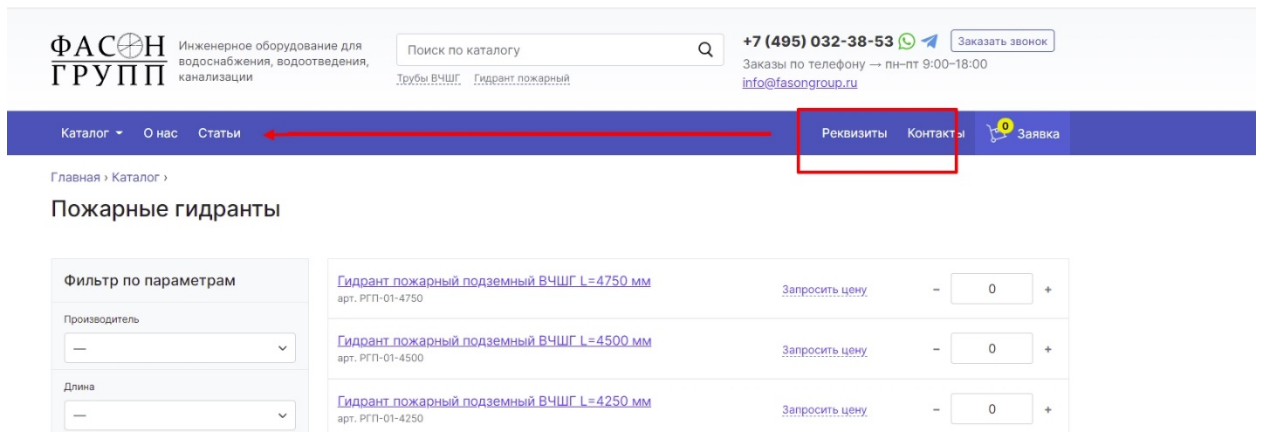 ФАСОН
ГРУПП
Инженерное оборудование для
водоснабжения, водоотведения,
канализации
Поиск по каталогу
Трубы ВЧШГ Гидрант пожарный
+7 (495) 032-38-53 Заказать звонок
Заказы по телефону → пн–пт 9:00–18:00
info@fasongroup.ru
Каталог О нас Статьи Реквизиты Контакты 0 Заявка
Главная › Каталог ›
Пожарные гидранты
Фильтр по параметрам
Производитель
—
Длина
—
Гидрант пожарный подземный ВЧШГ L=4750 мм
арт. РГП-01-4750
Запросить цену − 0 +
Гидрант пожарный подземный ВЧШГ L=4500 мм
арт. РГП-01-4500
Запросить цену − 0 +
Гидрант пожарный подземный ВЧШГ L=4250 мм
арт. РГП-01-4250
Запросить цену − 0 +